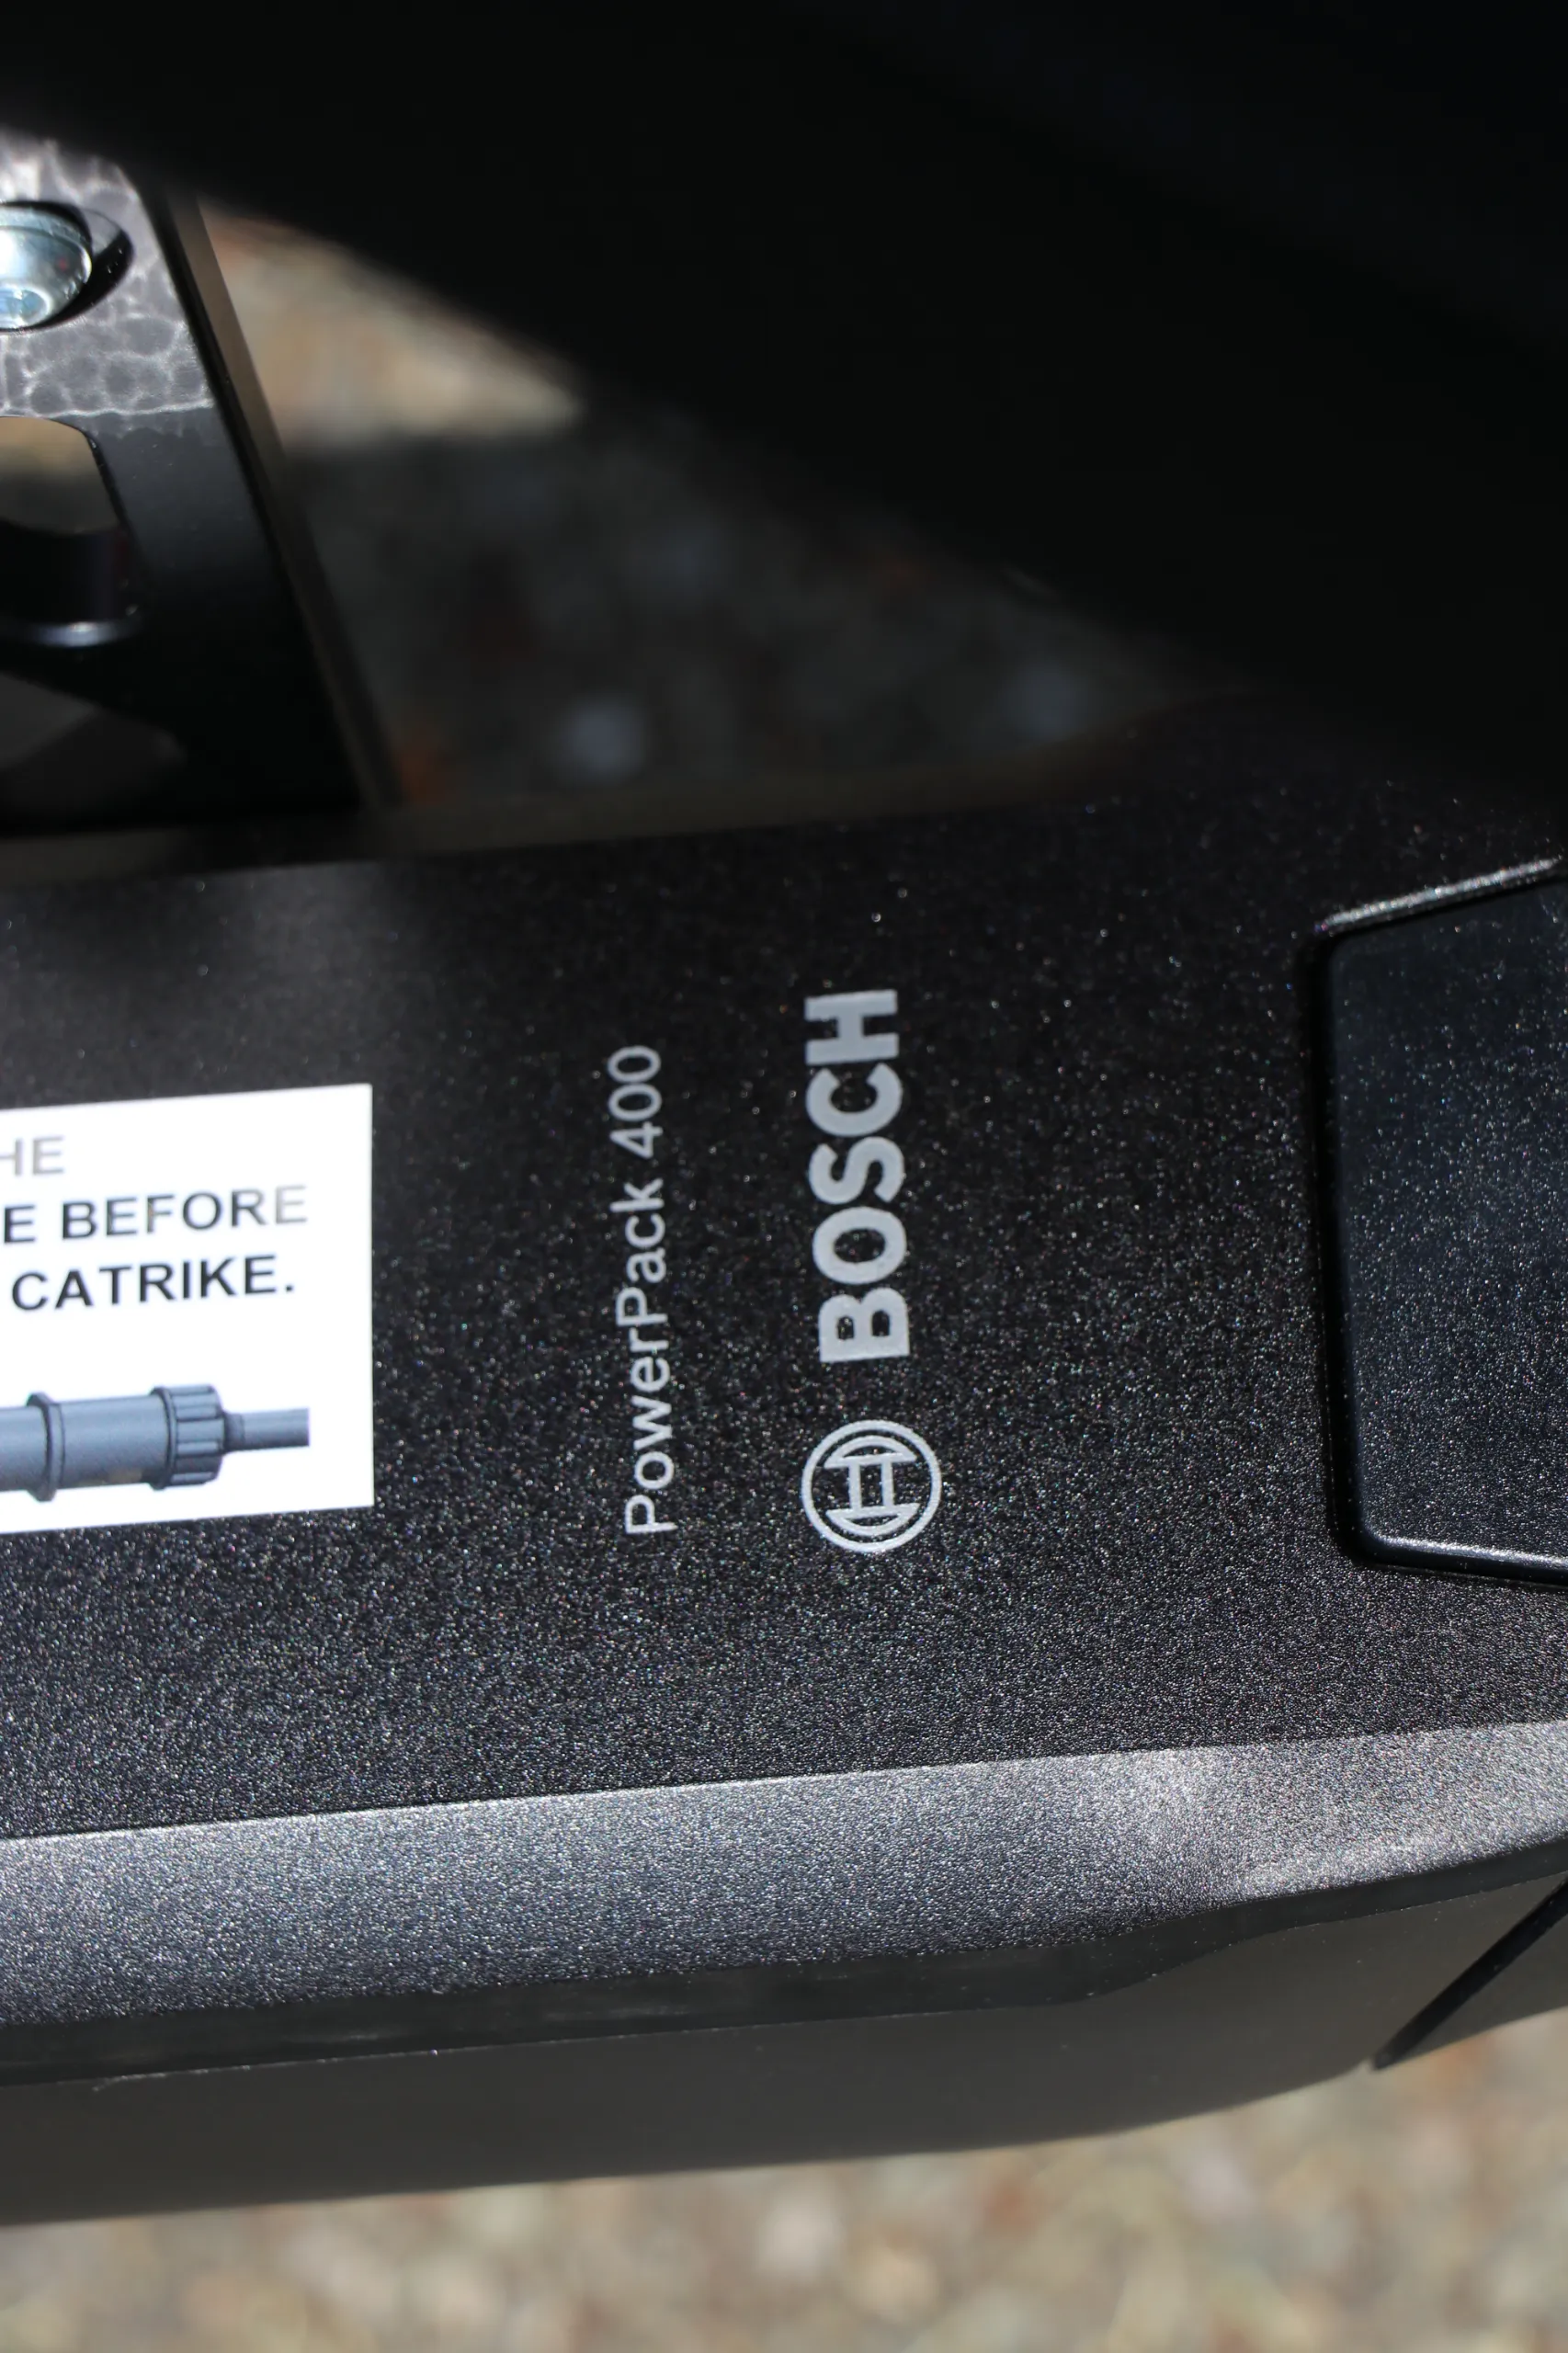 HE
E BEFORE
CATRIKE.
PowerPack 400
BOSCH